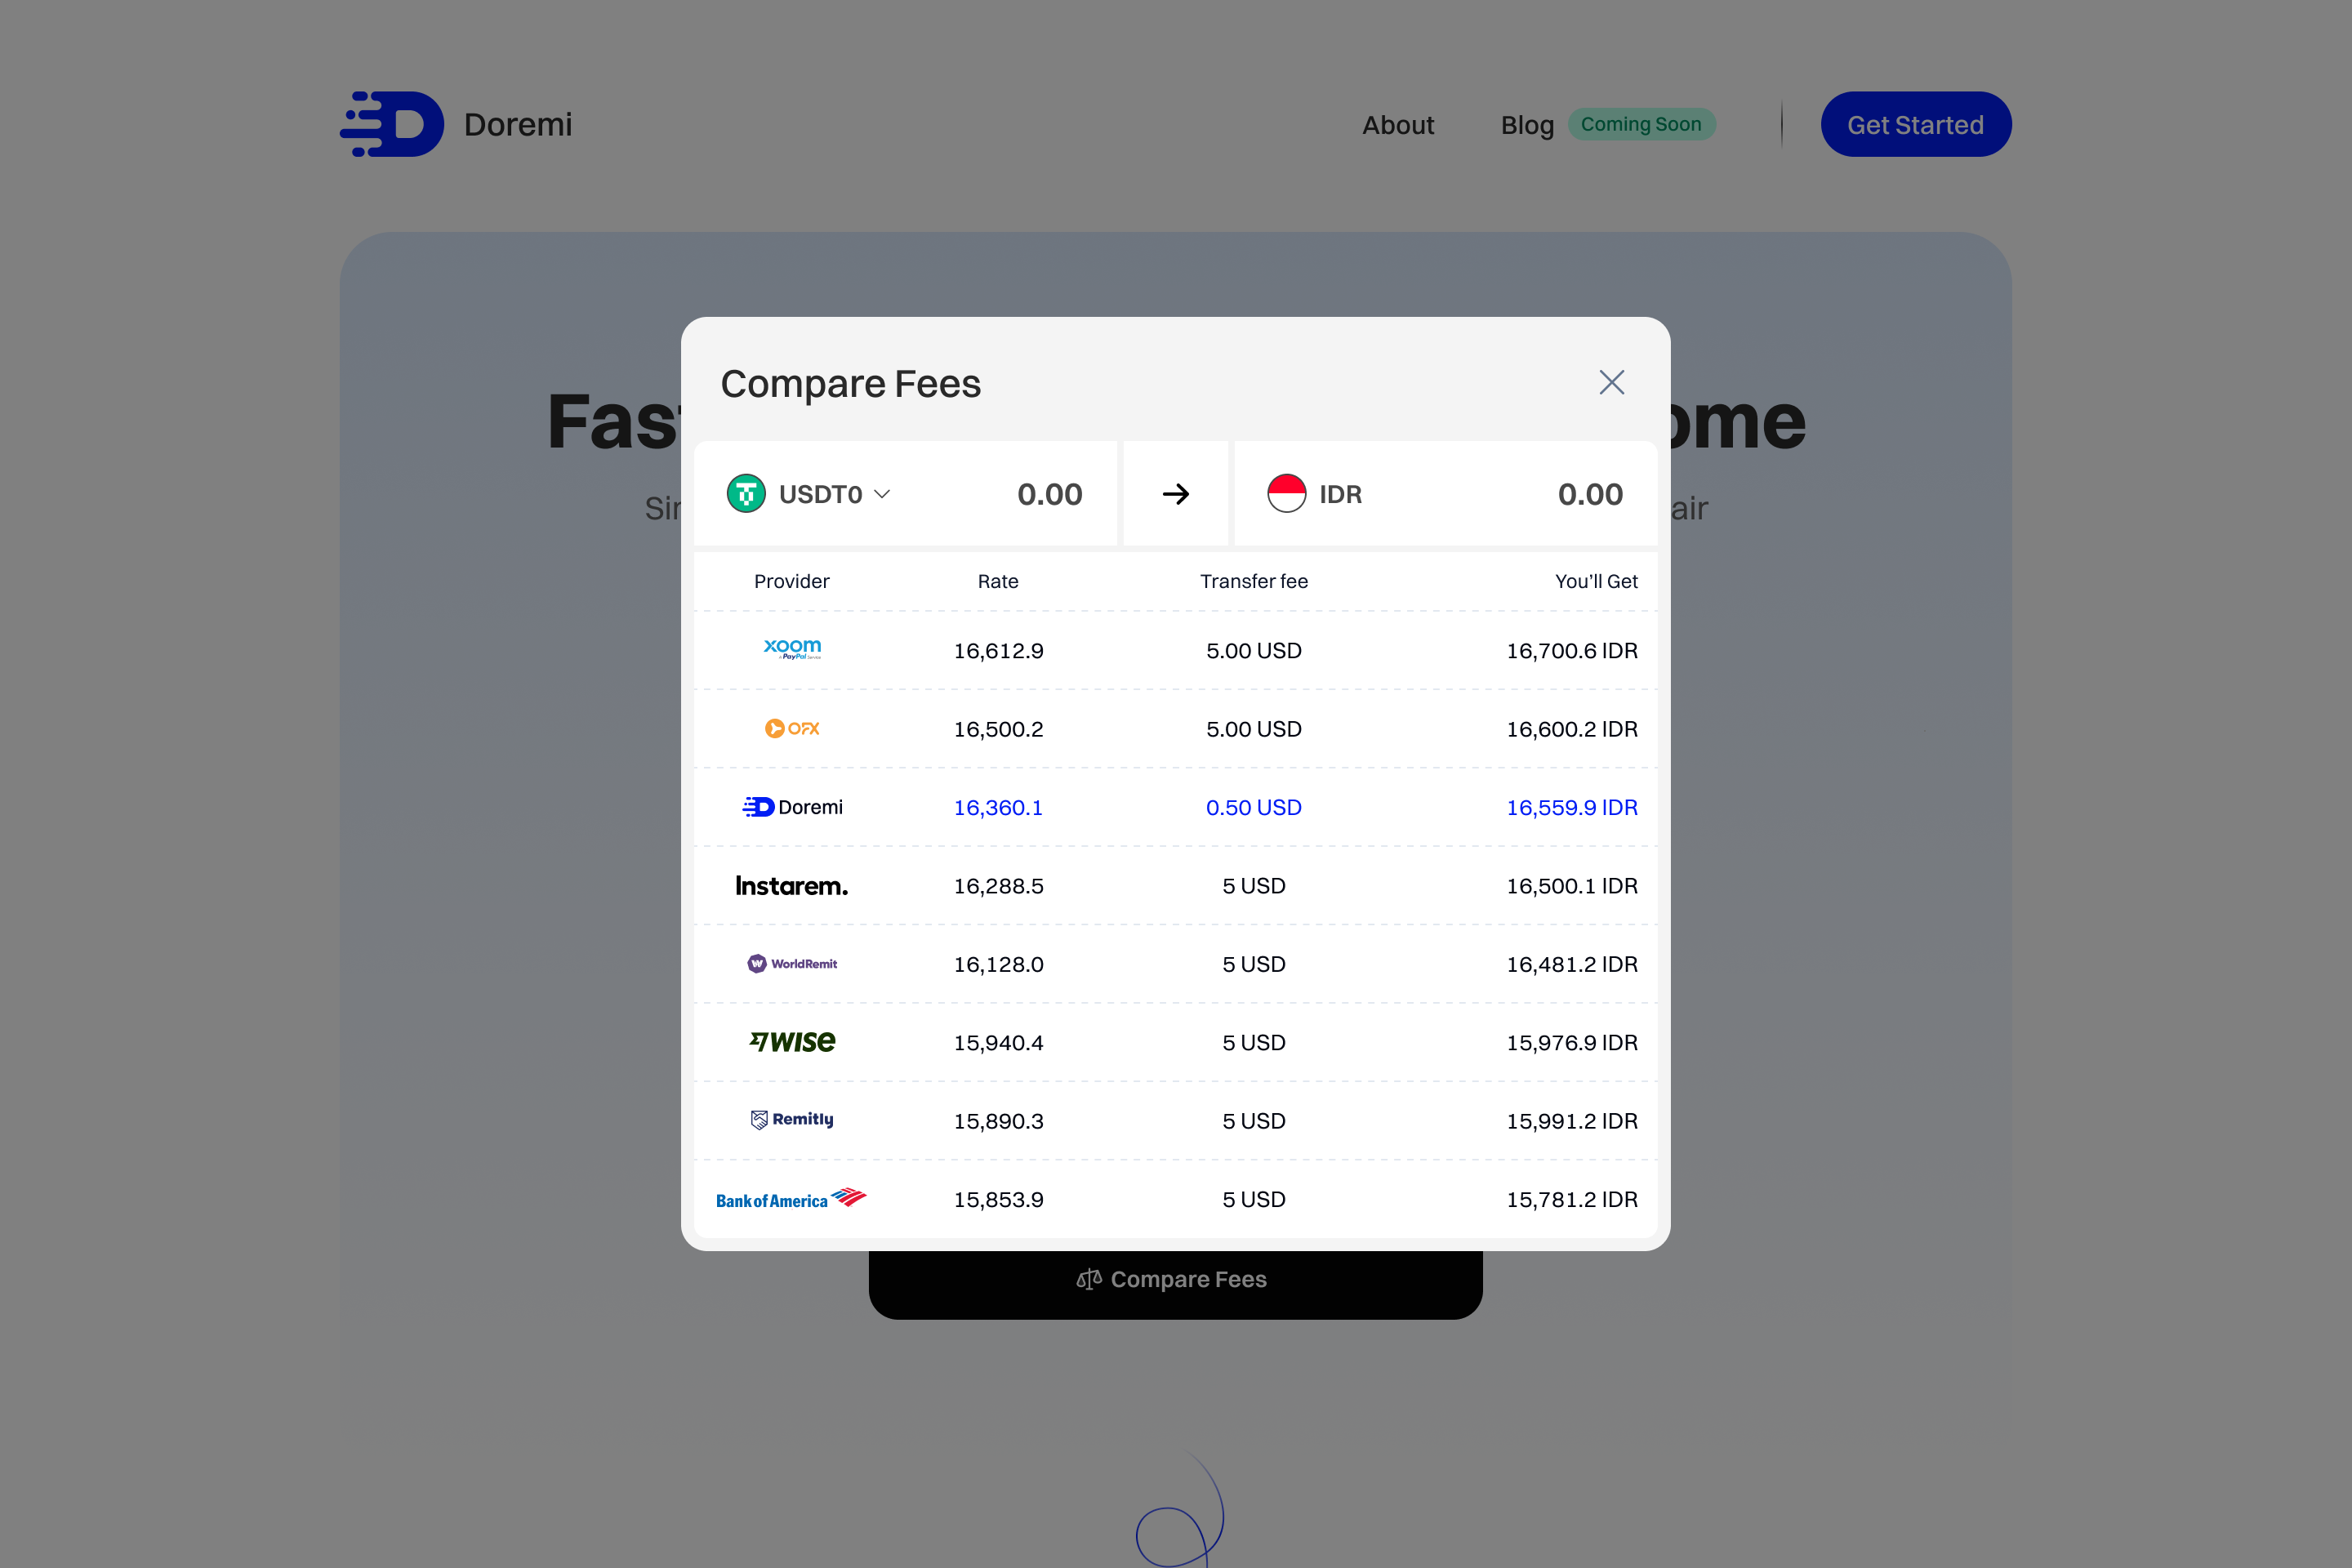 Doremi
About
Blog
Coming Soon
Get Started
Fas
ome
Sin
air
Compare Fees
USDT0
0.00
IDR
0.00
Provider Rate Transfer fee You'll Get
xoom
A PayPal Service
16,612.9 5.00 USD 16,700.6 IDR
OFX 16,500.2 5.00 USD 16,600.2 IDR
Doremi 16,360.1 0.50 USD 16,559.9 IDR
Instarem. 16,288.5 5 USD 16,500.1 IDR
WorldRemit 16,128.0 5 USD 16,481.2 IDR
WISE 15,940.4 5 USD 15,976.9 IDR
Remitly 15,890.3 5 USD 15,991.2 IDR
Bank of America 15,853.9 5 USD 15,781.2 IDR
Compare Fees